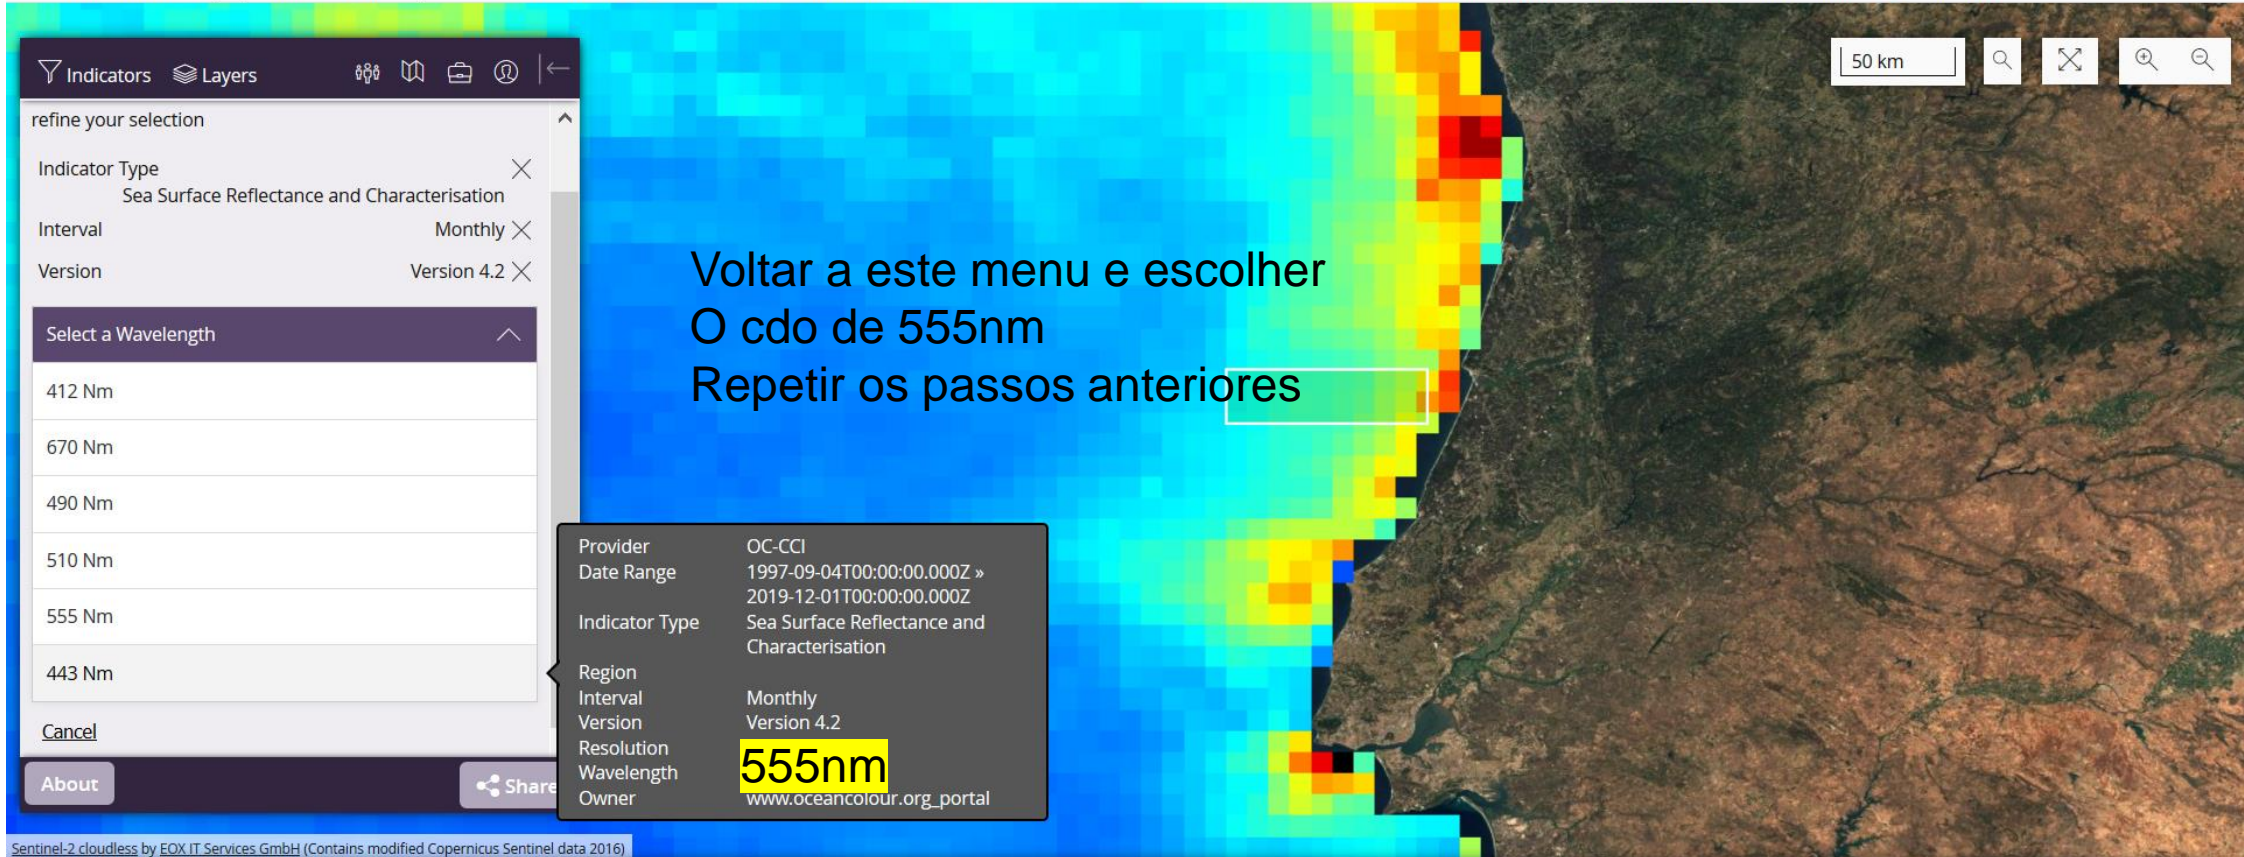 Indicators Layers
refine your selection
Indicator Type
Sea Surface Reflectance and Characterisation
Interval Monthly
Version Version 4.2
Select a Wavelength
412 Nm
670 Nm
490 Nm
510 Nm
555 Nm
443 Nm
Cancel
About Share
Voltar a este menu e escolher
O cdo de 555nm
Repetir os passos anteriores
Provider OC-CCI
Date Range 1997-09-04T00:00:00.000Z »
2019-12-01T00:00:00.000Z
Indicator Type Sea Surface Reflectance and
Characterisation
Region
Interval Monthly
Version Version 4.2
Resolution
Wavelength 555nm
Owner www.oceancolour.org_portal
50 km
Sentinel-2 cloudless by EOX IT Services GmbH (Contains modified Copernicus Sentinel data 2016)